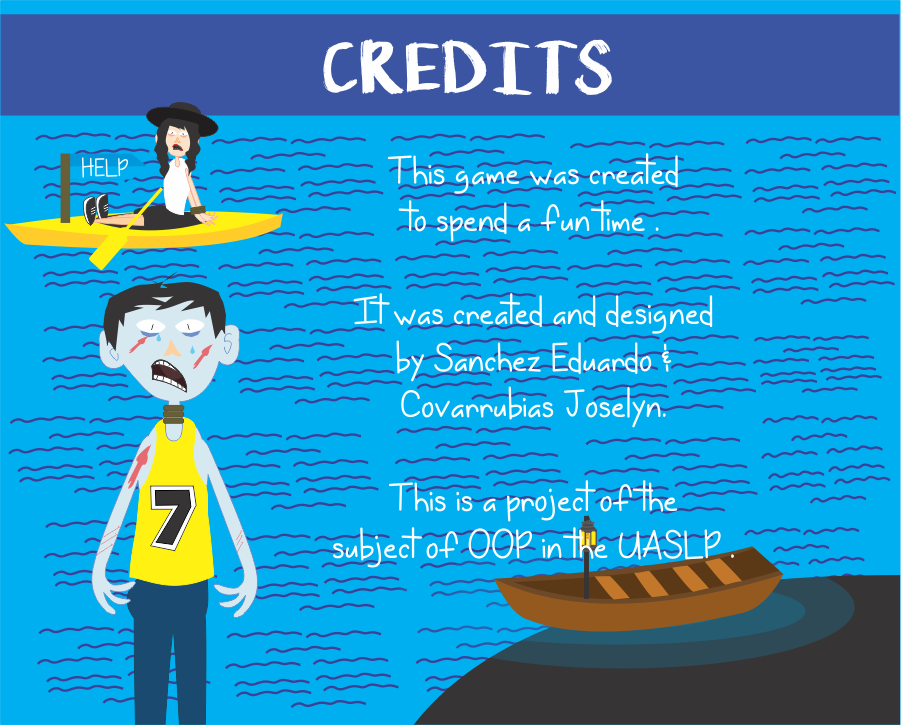 CREDITS
HELP
This game was created
to spend a fun time .
It was created and designed
by Sanchez Eduardo &
Covarrubias Joselyn.
7
This is a project of the
subject of OOP in the UASLP .